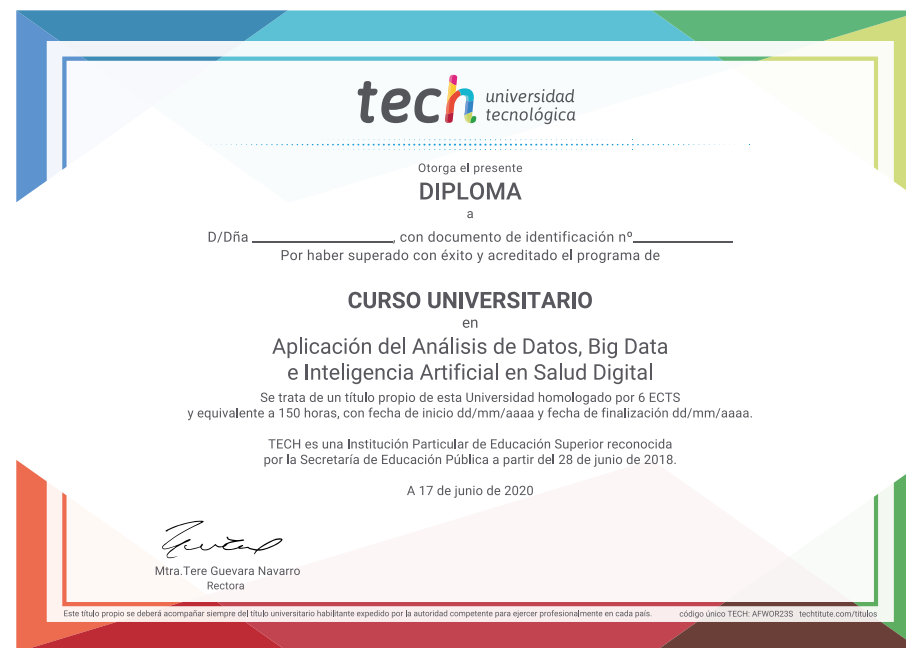 tech universidad
tecnológica
Otorga el presente
DIPLOMA
a
D/Dña ____________________, con documento de identificación nº______________
Por haber superado con éxito y acreditado el programa de
CURSO UNIVERSITARIO
en
Aplicación del Análisis de Datos, Big Data
e Inteligencia Artificial en Salud Digital
Se trata de un título propio de esta Universidad homologado por 6 ECTS
y equivalente a 150 horas, con fecha de inicio dd/mm/aaaa y fecha de finalización dd/mm/aaaa.
TECH es una Institución Particular de Educación Superior reconocida
por la Secretaría de Educación Pública a partir del 28 de junio de 2018.
A 17 de junio de 2020
Mtra.Tere Guevara Navarro
Rectora
Este título propio se deberá acompañar siempre del título universitario habilitante expedido por la autoridad competente para ejercer profesionalmente en cada país. código único TECH: AFWOR23S techtitute.com/titulos